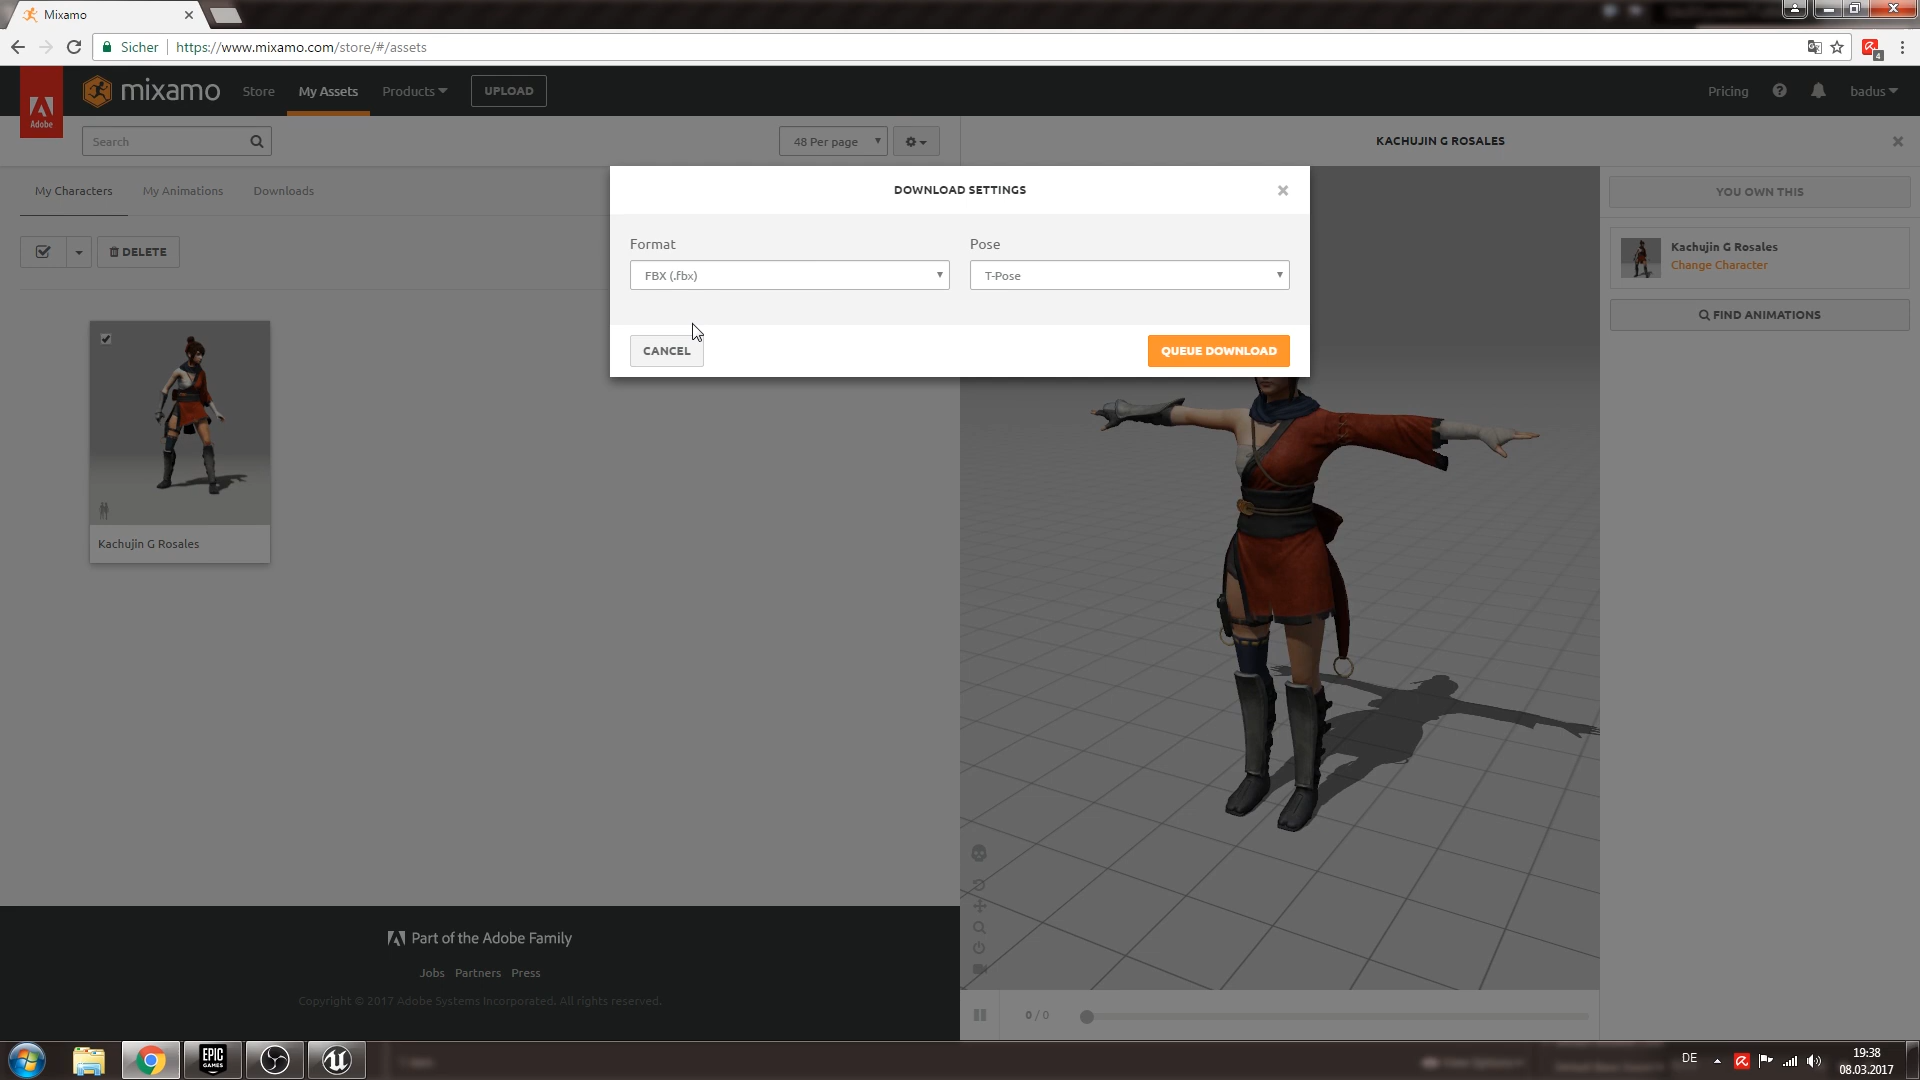 Mixamo
Sicher
https://www.mixamo.com/store/#/assets
4
Adobe
mixamo
Store
My Assets
Products
UPLOAD
Pricing
badus
Search
48 Per page
KACHUJIN G ROSALES
My Characters
My Animations
Downloads
DELETE
DOWNLOAD SETTINGS
Format
Pose
FBX (.fbx)
T-Pose
CANCEL
QUEUE DOWNLOAD
YOU OWN THIS
Kachujin G Rosales
Change Character
FIND ANIMATIONS
Kachujin G Rosales
Part of the Adobe Family
Jobs Partners Press
Copyright © 2017 Adobe Systems Incorporated. All rights reserved.
0 / 0
EPIC
GAMES
DE
19:38
08.03.2017